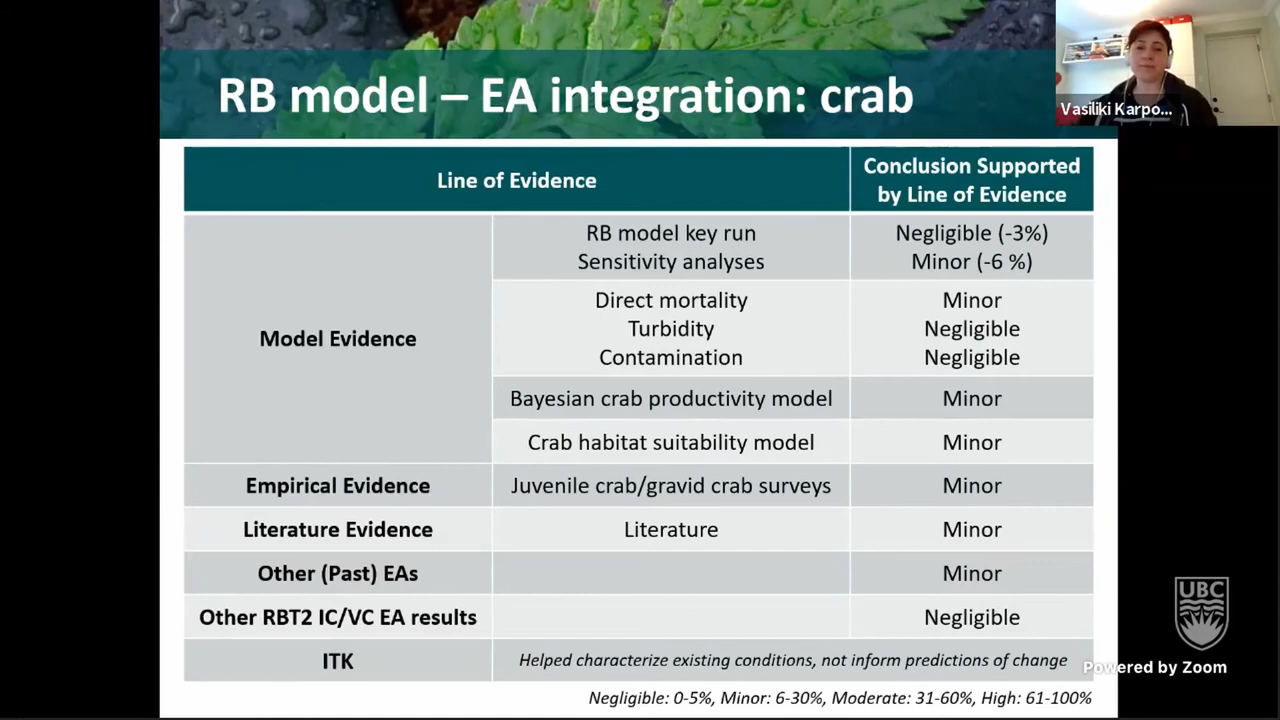 RB model – EA integration: crab
Vasiliki Karpo...
Line of Evidence
Conclusion Supported
by Line of Evidence
Model Evidence
RB model key run
Negligible (-3%)
Sensitivity analyses
Minor (-6 %)
Direct mortality
Minor
Turbidity
Negligible
Contamination
Negligible
Bayesian crab productivity model
Minor
Crab habitat suitability model
Minor
Empirical Evidence
Juvenile crab/gravid crab surveys
Minor
Literature Evidence
Literature
Minor
Other (Past) EAs
Minor
Other RBT2 IC/VC EA results
Negligible
ITK
Helped characterize existing conditions, not inform predictions of change
Negligible: 0-5%, Minor: 6-30%, Moderate: 31-60%, High: 61-100%
UBC
Powered by Zoom